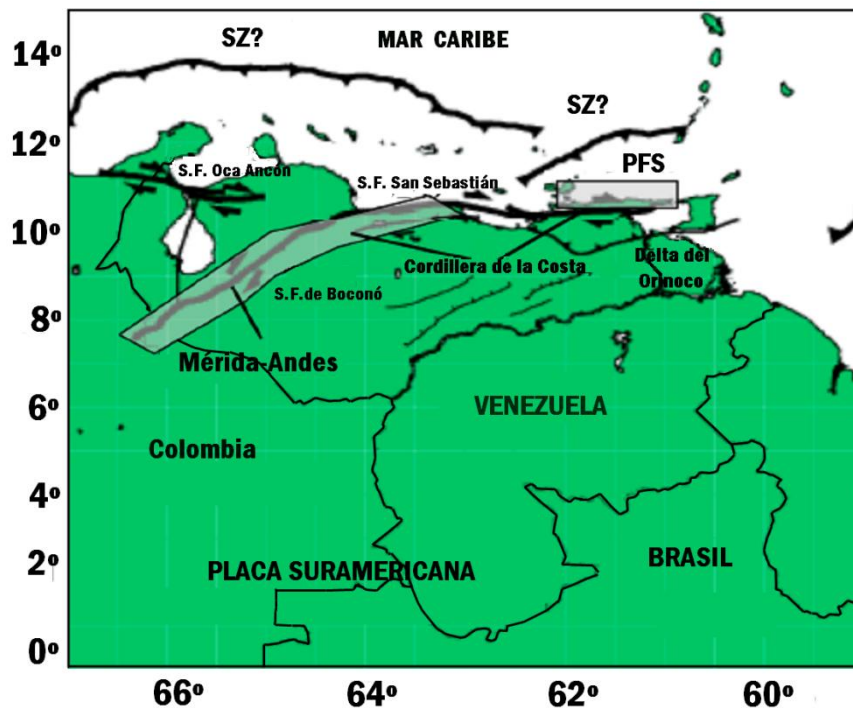 14º
SZ?
MAR CARIBE
SZ?
12º
PFS
S.F. Oca Ancón
S.F. San Sebastián
10º
Cordillera de la Costa
Delta del
Orinoco
S.F.de Boconó
8º
Mérida-Andes
6º
VENEZUELA
Colombia
4º
2º
PLACA SURAMERICANA
BRASIL
0º
66º
64º
62º
60º